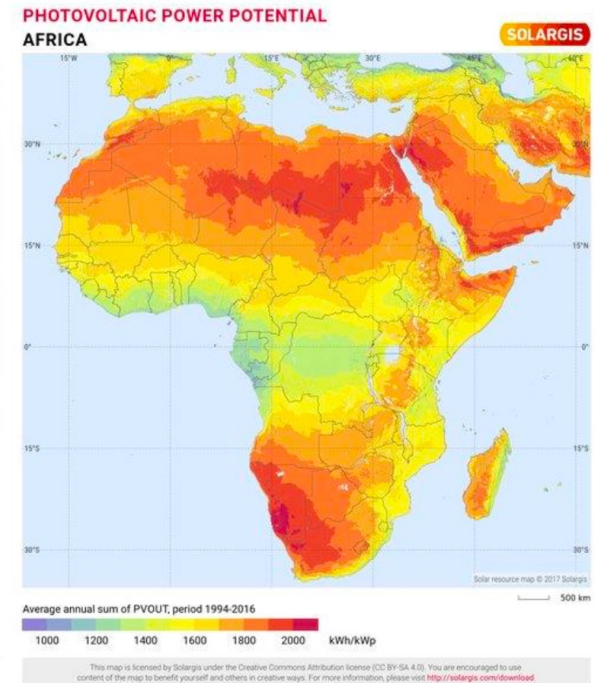 PHOTOVOLTAIC POWER POTENTIAL
AFRICA
SOLARGIS
15°W 0° 15°E 30°E 45°E 60°E
30°N
15°N 15°N
0° 0°
15°S 15°S
30°S 30°S
Solar resource map © 2017 Solargis
500 km
Average annual sum of PVOUT, period 1994-2016
1000 1200 1400 1600 1800 2000 kWh/kWp
This map is licensed by Solargis under the Creative Commons Attribution license (CC BY-SA 4.0). You are encouraged to use
content of the map to benefit yourself and others in creative ways. For more information, please visit http://solargis.com/download